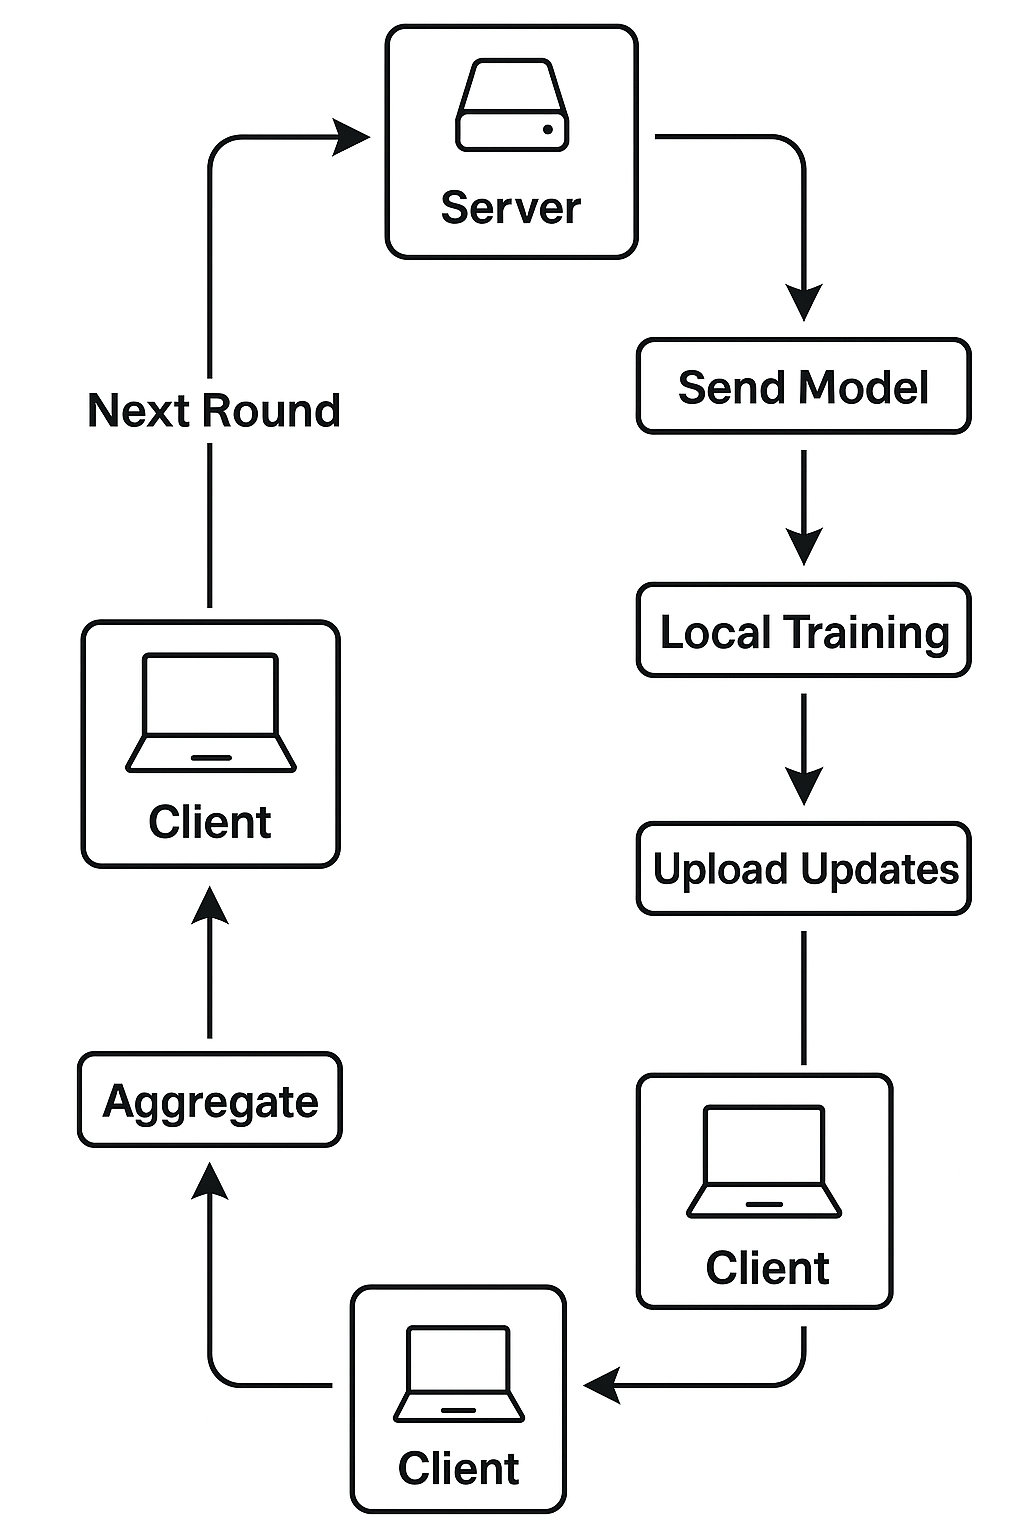 Server
Send Model
Next Round
Local Training
Client
Upload Updates
Aggregate
Client
Client